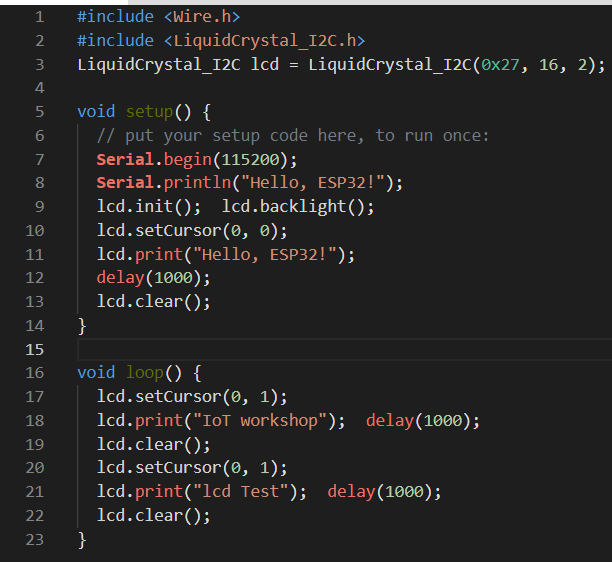 1 #include <Wire.h>
2 #include <LiquidCrystal_I2C.h>
3 LiquidCrystal_I2C lcd = LiquidCrystal_I2C(0x27, 16, 2);
4
5 void setup() {
6   // put your setup code here, to run once:
7   Serial.begin(115200);
8   Serial.println("Hello, ESP32!");
9   lcd.init();  lcd.backlight();
10   lcd.setCursor(0, 0);
11   lcd.print("Hello, ESP32!");
12   delay(1000);
13   lcd.clear();
14 }
15
16 void loop() {
17   lcd.setCursor(0, 1);
18   lcd.print("IoT workshop");  delay(1000);
19   lcd.clear();
20   lcd.setCursor(0, 1);
21   lcd.print("lcd Test");  delay(1000);
22   lcd.clear();
23 }